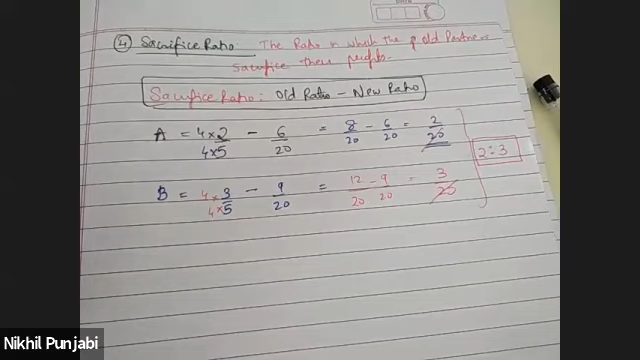 ④ Sacrifice Ratio The Ratio in which the old Partners
sacrifice these profits.
Sacrifice Ratio: Old Ratio – New Ratio
A = 4×2/4×5 – 6/20 = 8/20 – 6/20 = 2/20
2:3
B = 4×3/4×5 – 9/20 = 12/20 – 9/20 = 3/20
Nikhil Punjabi